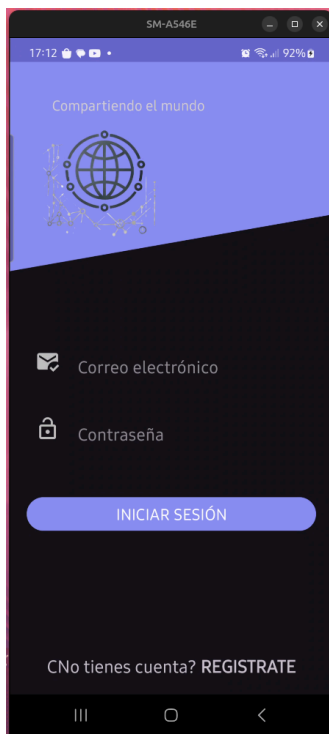 SM-A546E
17:12 92%
Compartiendo el mundo
Correo electrónico
Contraseña
INICIAR SESIÓN
CNo tienes cuenta? REGISTRATE